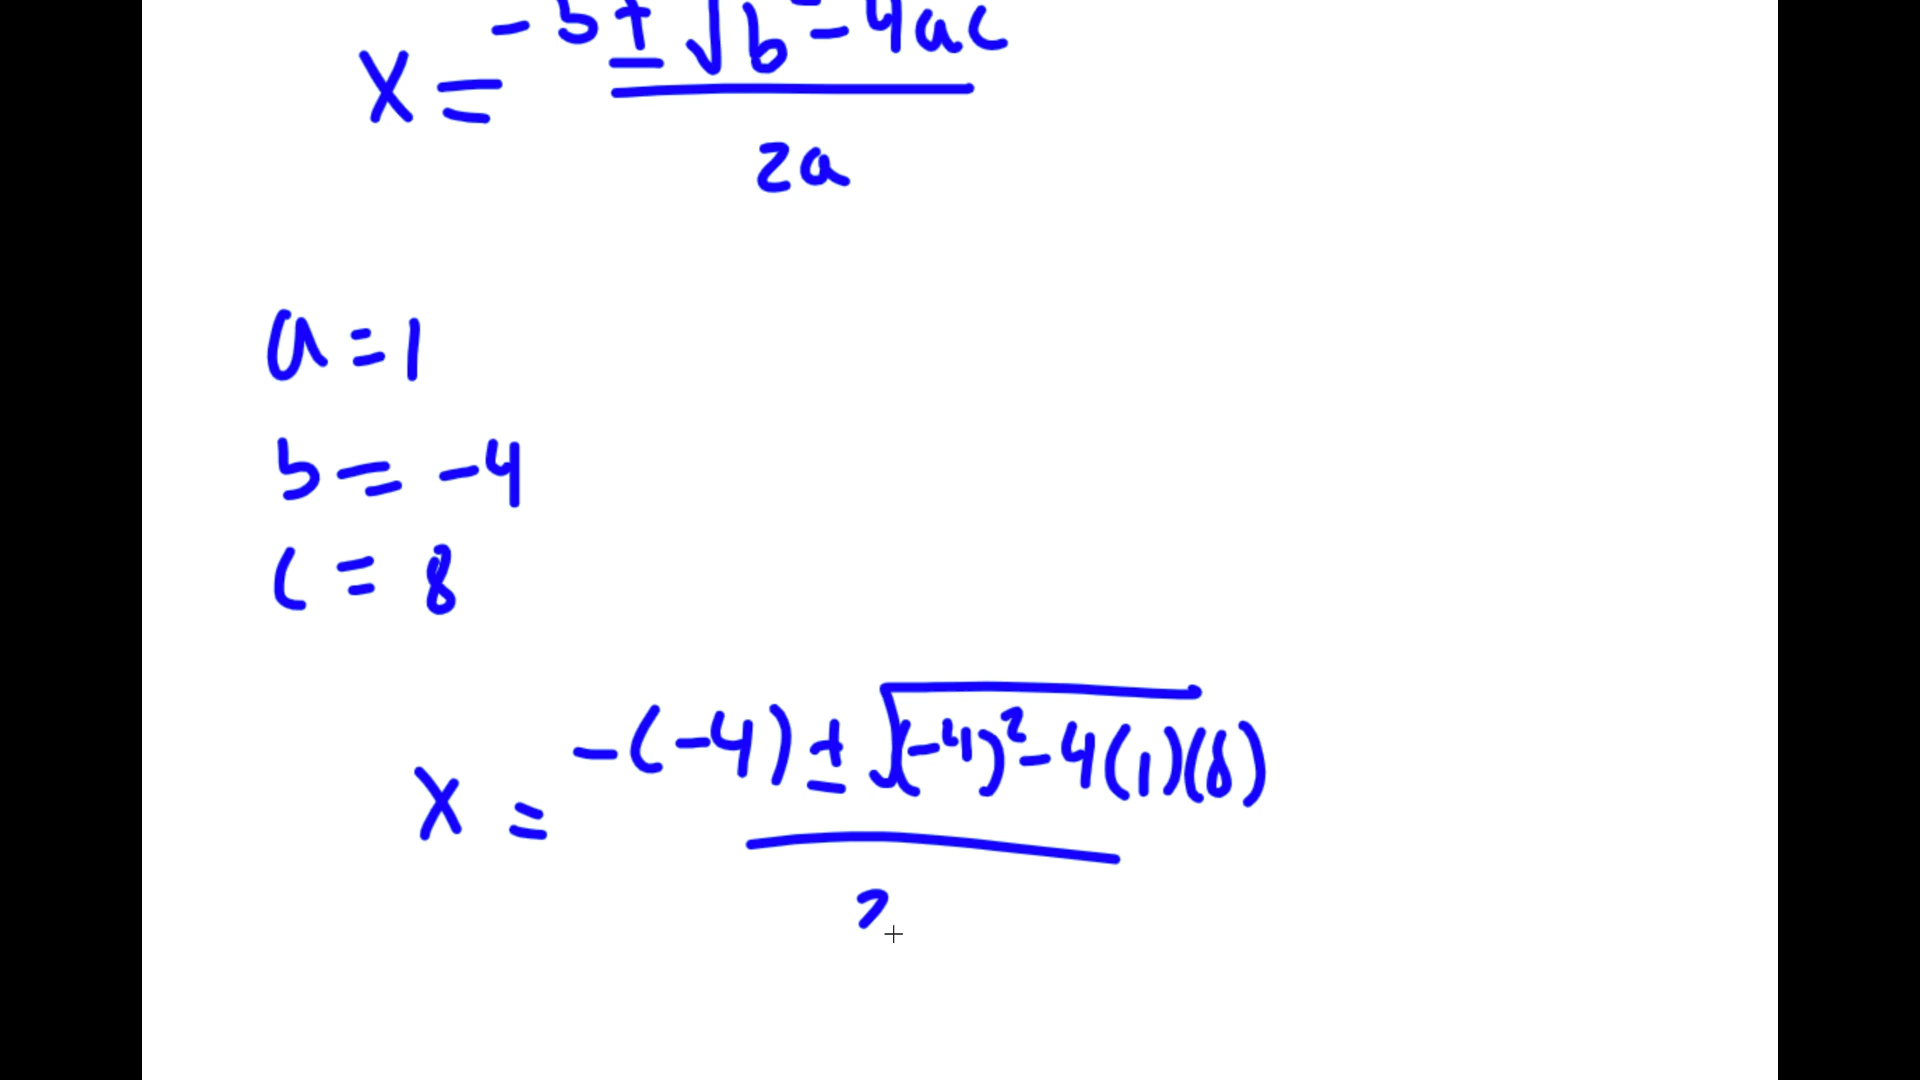 x = -b ± √b² - 4ac
2a
a = 1
b = -4
c = 8
x = -(-4) ± √(-4)² - 4(1)(8)
2